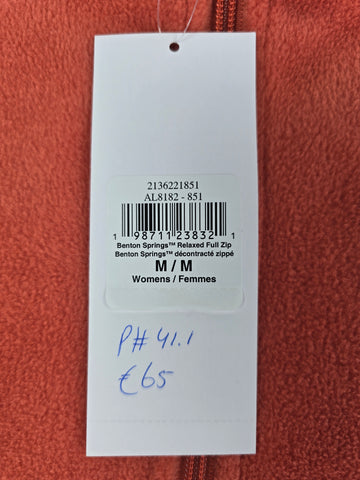 2136221851
AL8182 - 851
1 98711 23832 1
Benton Springs™ Relaxed Full Zip
Benton Springs™ décontracté zippé
M / M
Womens / Femmes
P# 41.1
€65